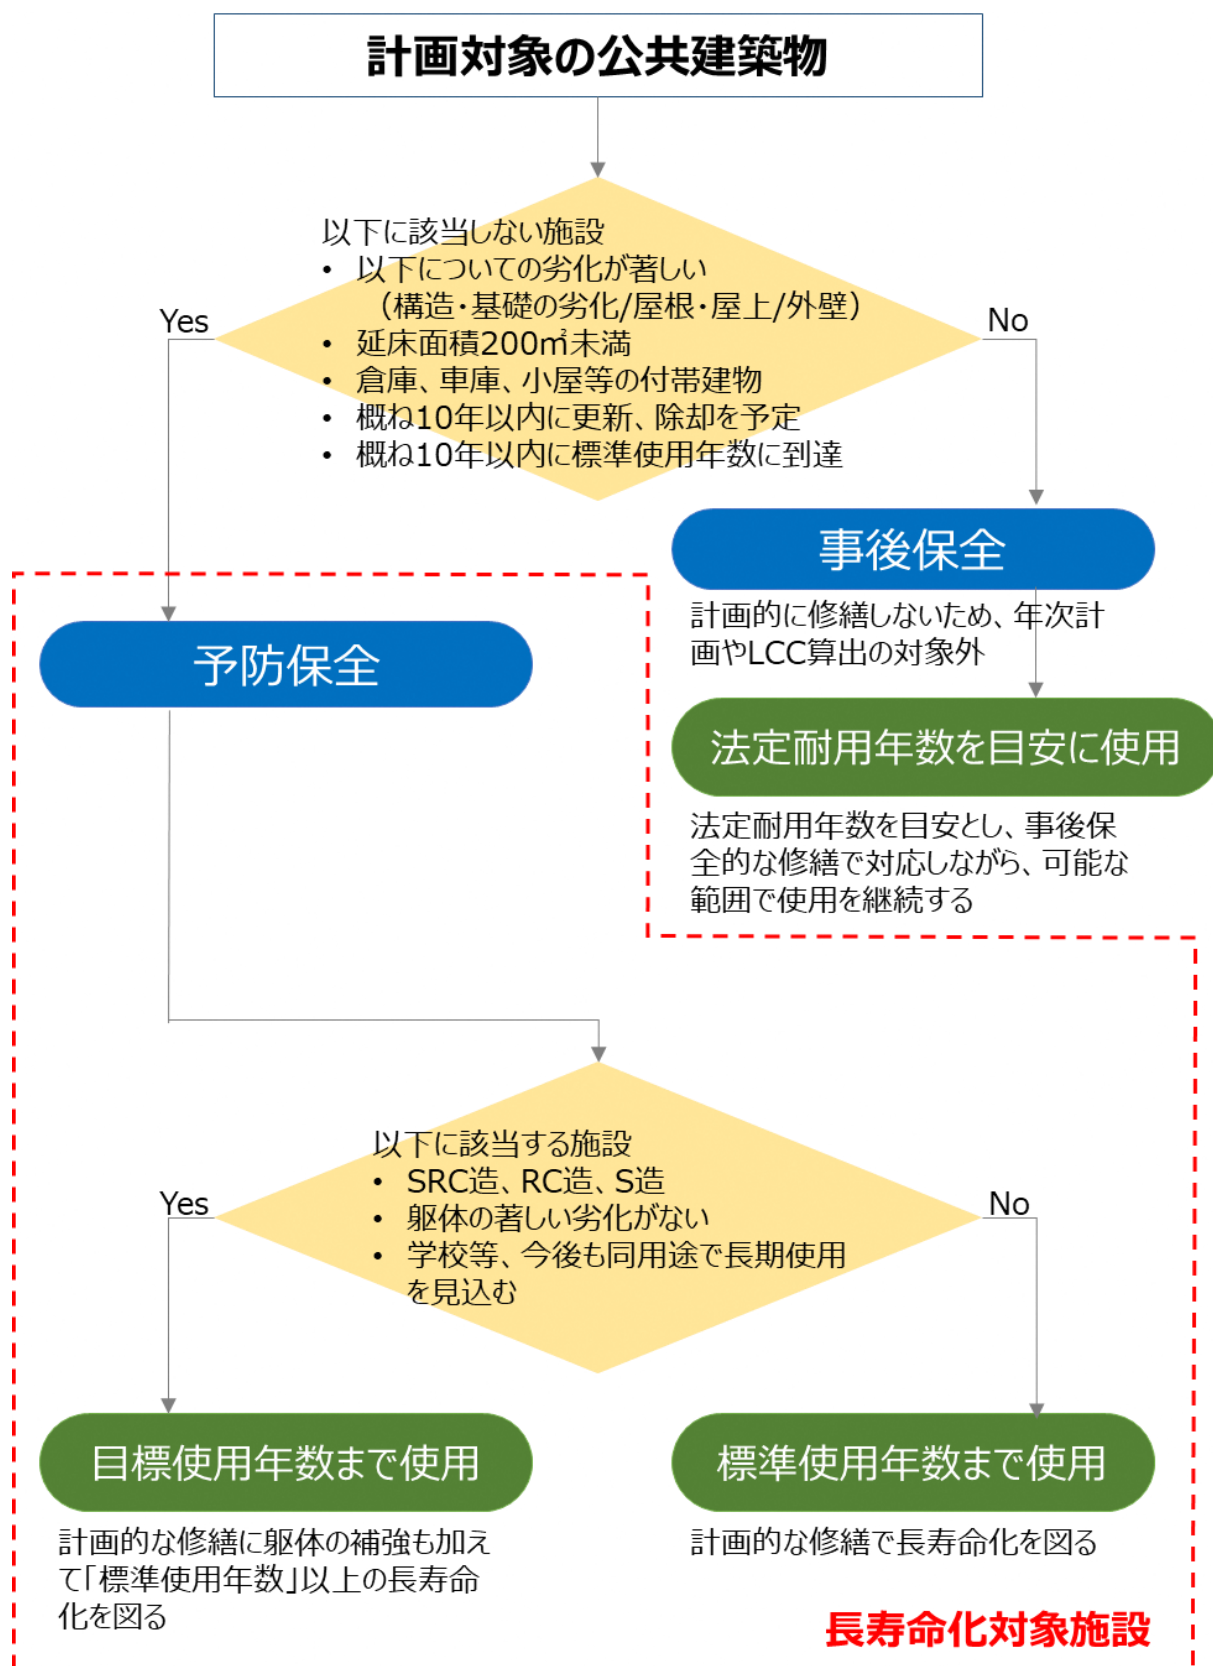 計画対象の公共建築物
以下に該当しない施設
• 以下についての劣化が著しい
（構造・基礎の劣化/屋根・屋上/外壁）
• 延床面積200㎡未満
• 倉庫、車庫、小屋等の付帯建物
• 概ね10年以内に更新、除却を予定
• 概ね10年以内に標準使用年数に到達
Yes
No
事後保全
計画的に修繕しないため、年次計
画やLCC算出の対象外
予防保全
法定耐用年数を目安に使用
法定耐用年数を目安とし、事後保
全的な修繕で対応しながら、可能な
範囲で使用を継続する
以下に該当する施設
• SRC造、RC造、S造
• 躯体の著しい劣化がない
• 学校等、今後も同用途で長期使用
を見込む
Yes
No
目標使用年数まで使用
計画的な修繕に躯体の補強も加え
て「標準使用年数」以上の長寿命
化を図る
標準使用年数まで使用
計画的な修繕で長寿命化を図る
長寿命化対象施設